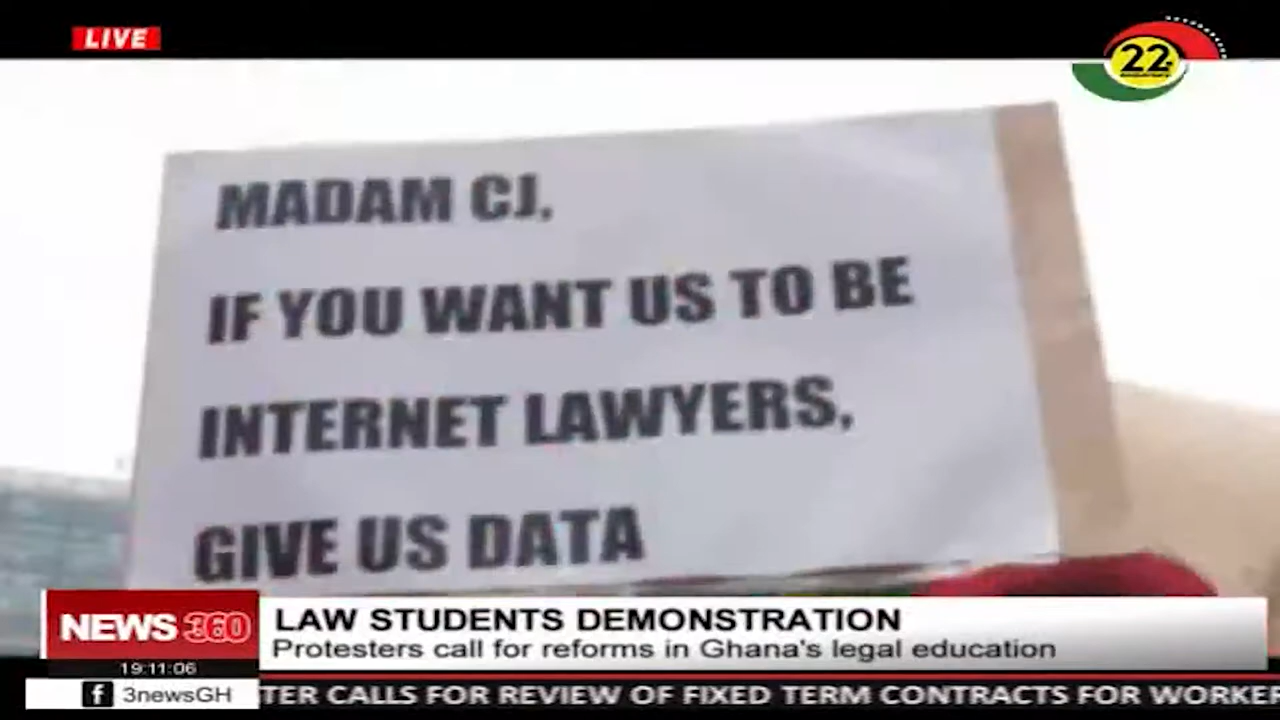 LIVE
22
MADAM CJ,
IF YOU WANT US TO BE
INTERNET LAWYERS,
GIVE US DATA
NEWS 360
LAW STUDENTS DEMONSTRATION
Protesters call for reforms in Ghana's legal education
19:11:06
f 3newsGH
TER CALLS FOR REVIEW OF FIXED TERM CONTRACTS FOR WORKER